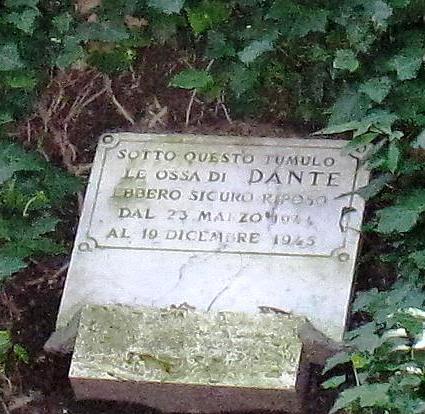 SOTTO QUESTO TUMULO
LE OSSA DI DANTE
EBBERO SICURO RIPOSO
DAL 23 MARZO 1944
AL 19 DICEMBRE 1945